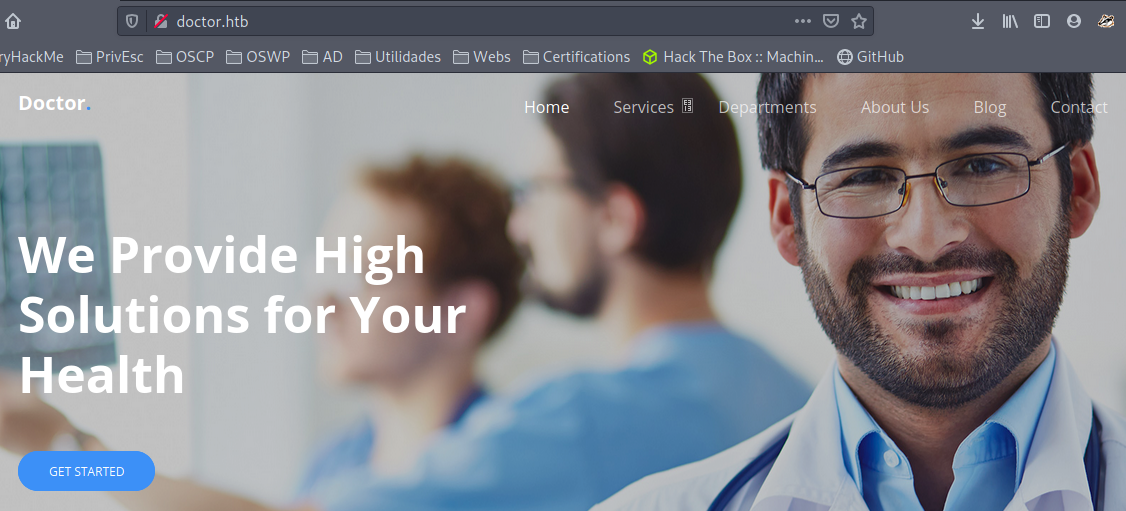 doctor.htb
ryHackMe PrivEsc OSCP OSWP AD Utilidades Webs Certifications Hack The Box :: Machin... GitHub
Doctor.
Home Services Departments About Us Blog Contact
We Provide High
Solutions for Your
Health
GET STARTED